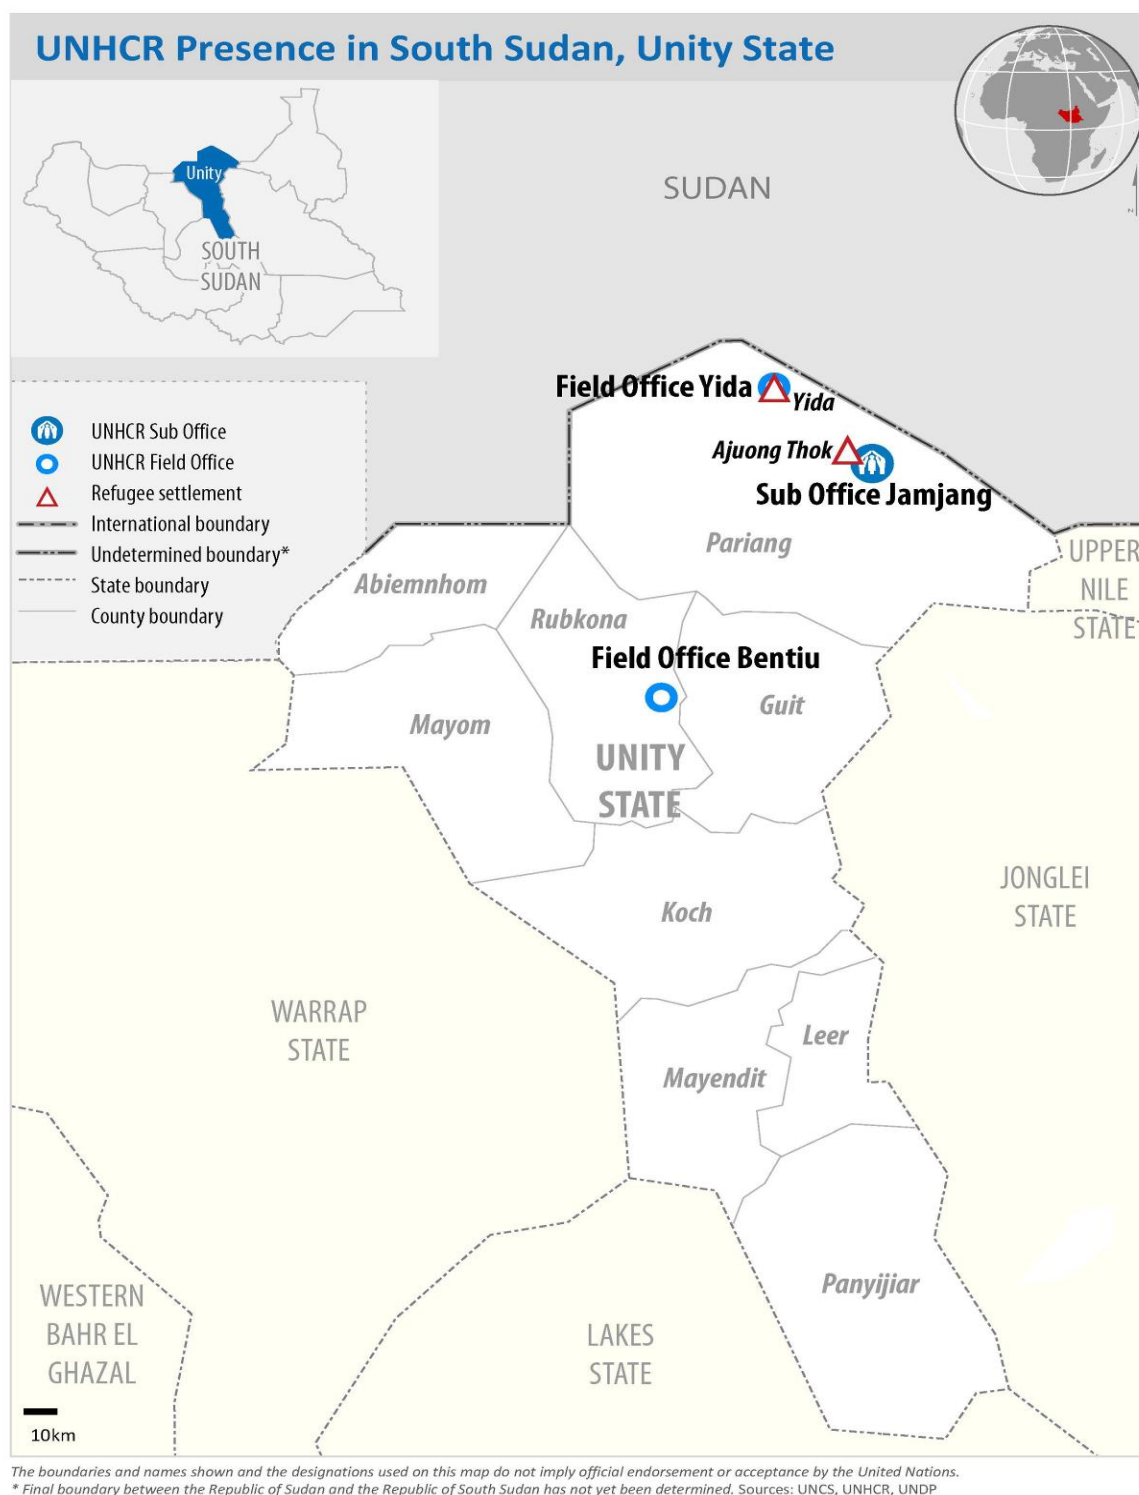 UNHCR Presence in South Sudan, Unity State
Unity
SOUTH
SUDAN
SUDAN
z
UNHCR Sub Office
UNHCR Field Office
Refugee settlement
International boundary
Undetermined boundary*
State boundary
County boundary
Field Office Yida
Yida
Ajuong Thok
Sub Office Jamjang
Pariang
UPPER
NILE
STATE
Abiemnhom
Rubkona
Field Office Bentiu
Guit
Mayom
UNITY
STATE
JONGLEI
STATE
Koch
WARRAP
STATE
Leer
Mayendit
Panyijiar
WESTERN
BAHR EL
GHAZAL
LAKES
STATE
10km
The boundaries and names shown and the designations used on this map do not imply official endorsement or acceptance by the United Nations.
* Final boundary between the Republic of Sudan and the Republic of South Sudan has not yet been determined. Sources: UNCS, UNHCR, UNDP